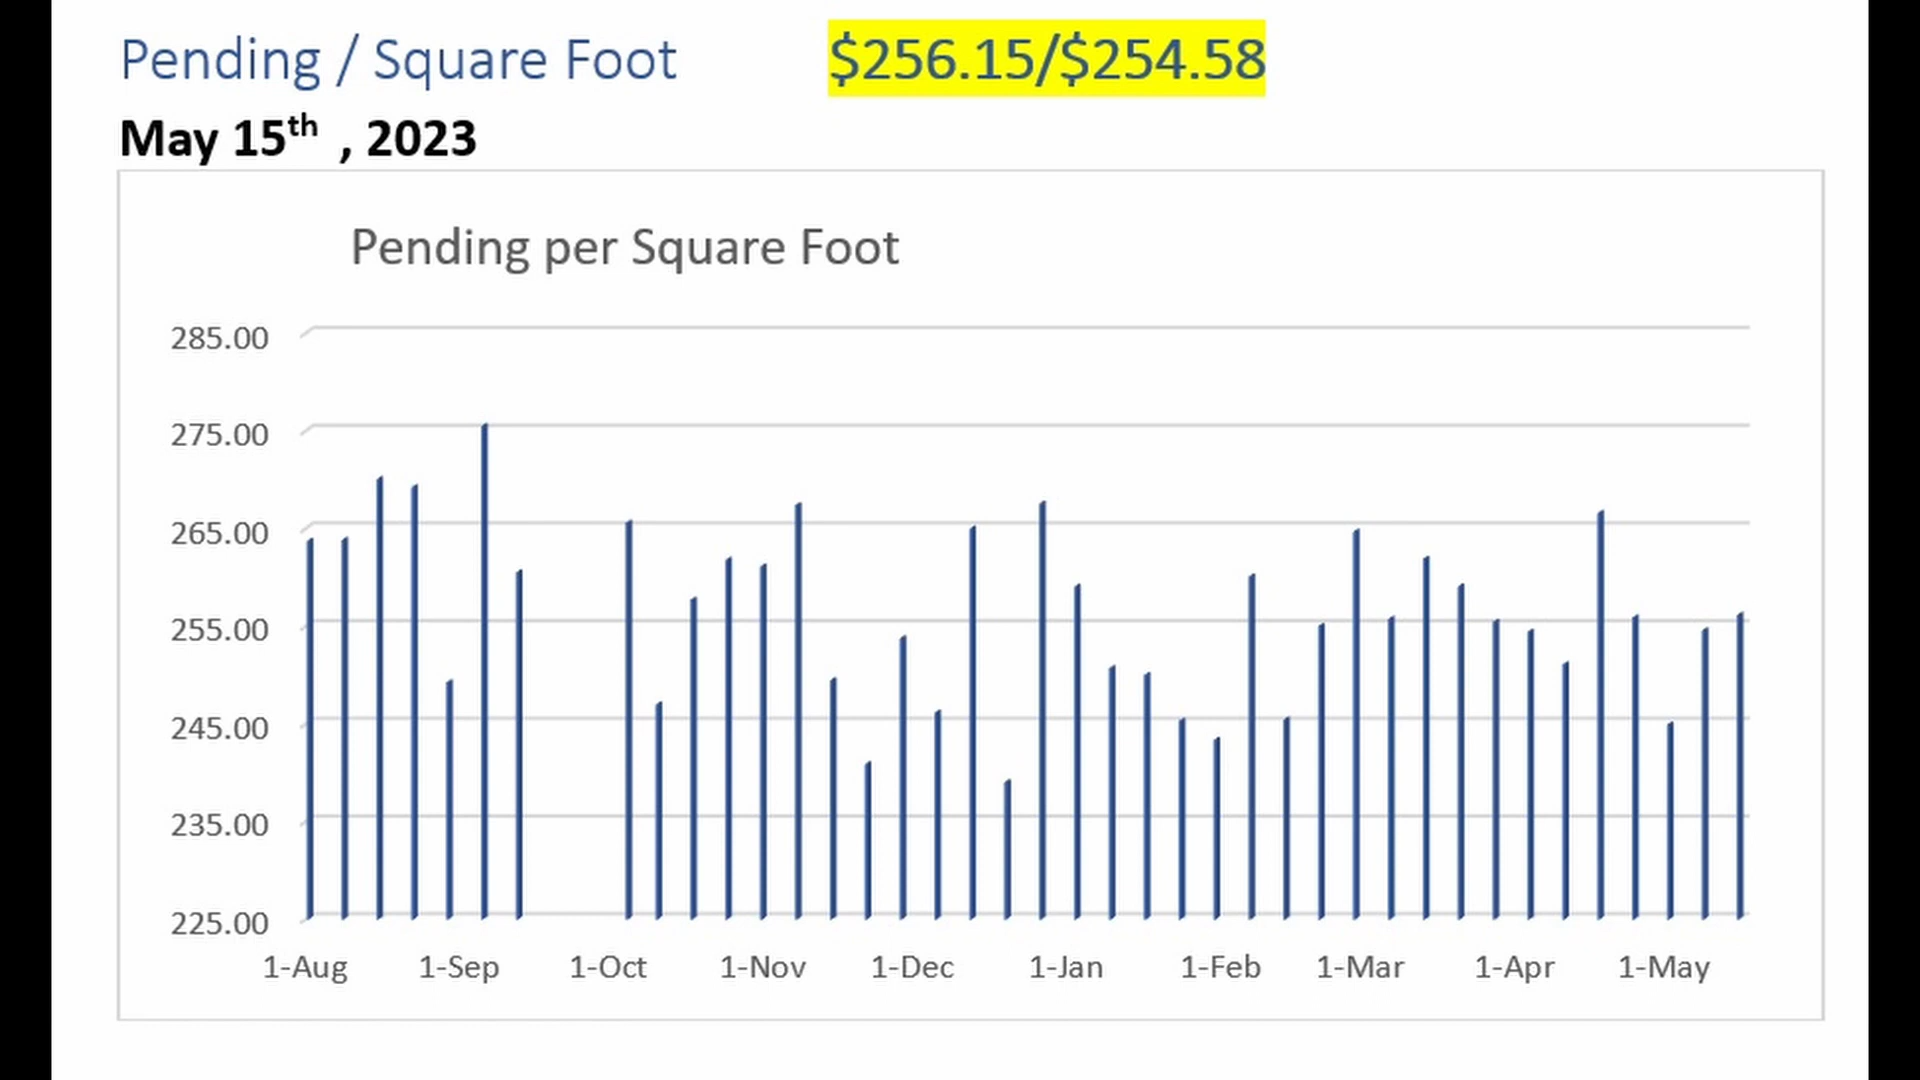 Pending / Square Foot $256.15/$254.58
May 15th , 2023
Pending per Square Foot
285.00
275.00
265.00
255.00
245.00
235.00
225.00
1-Aug 1-Sep 1-Oct 1-Nov 1-Dec 1-Jan 1-Feb 1-Mar 1-Apr 1-May